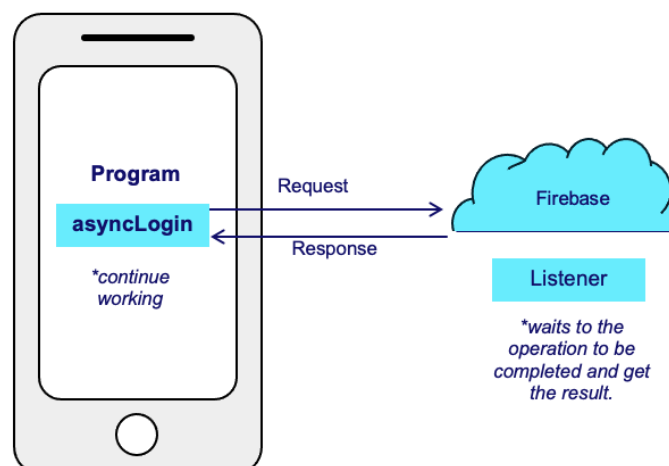 Program
asyncLogin
*continue
working
Request
Response
Firebase
Listener
*waits to the
operation to be
completed and get
the result.